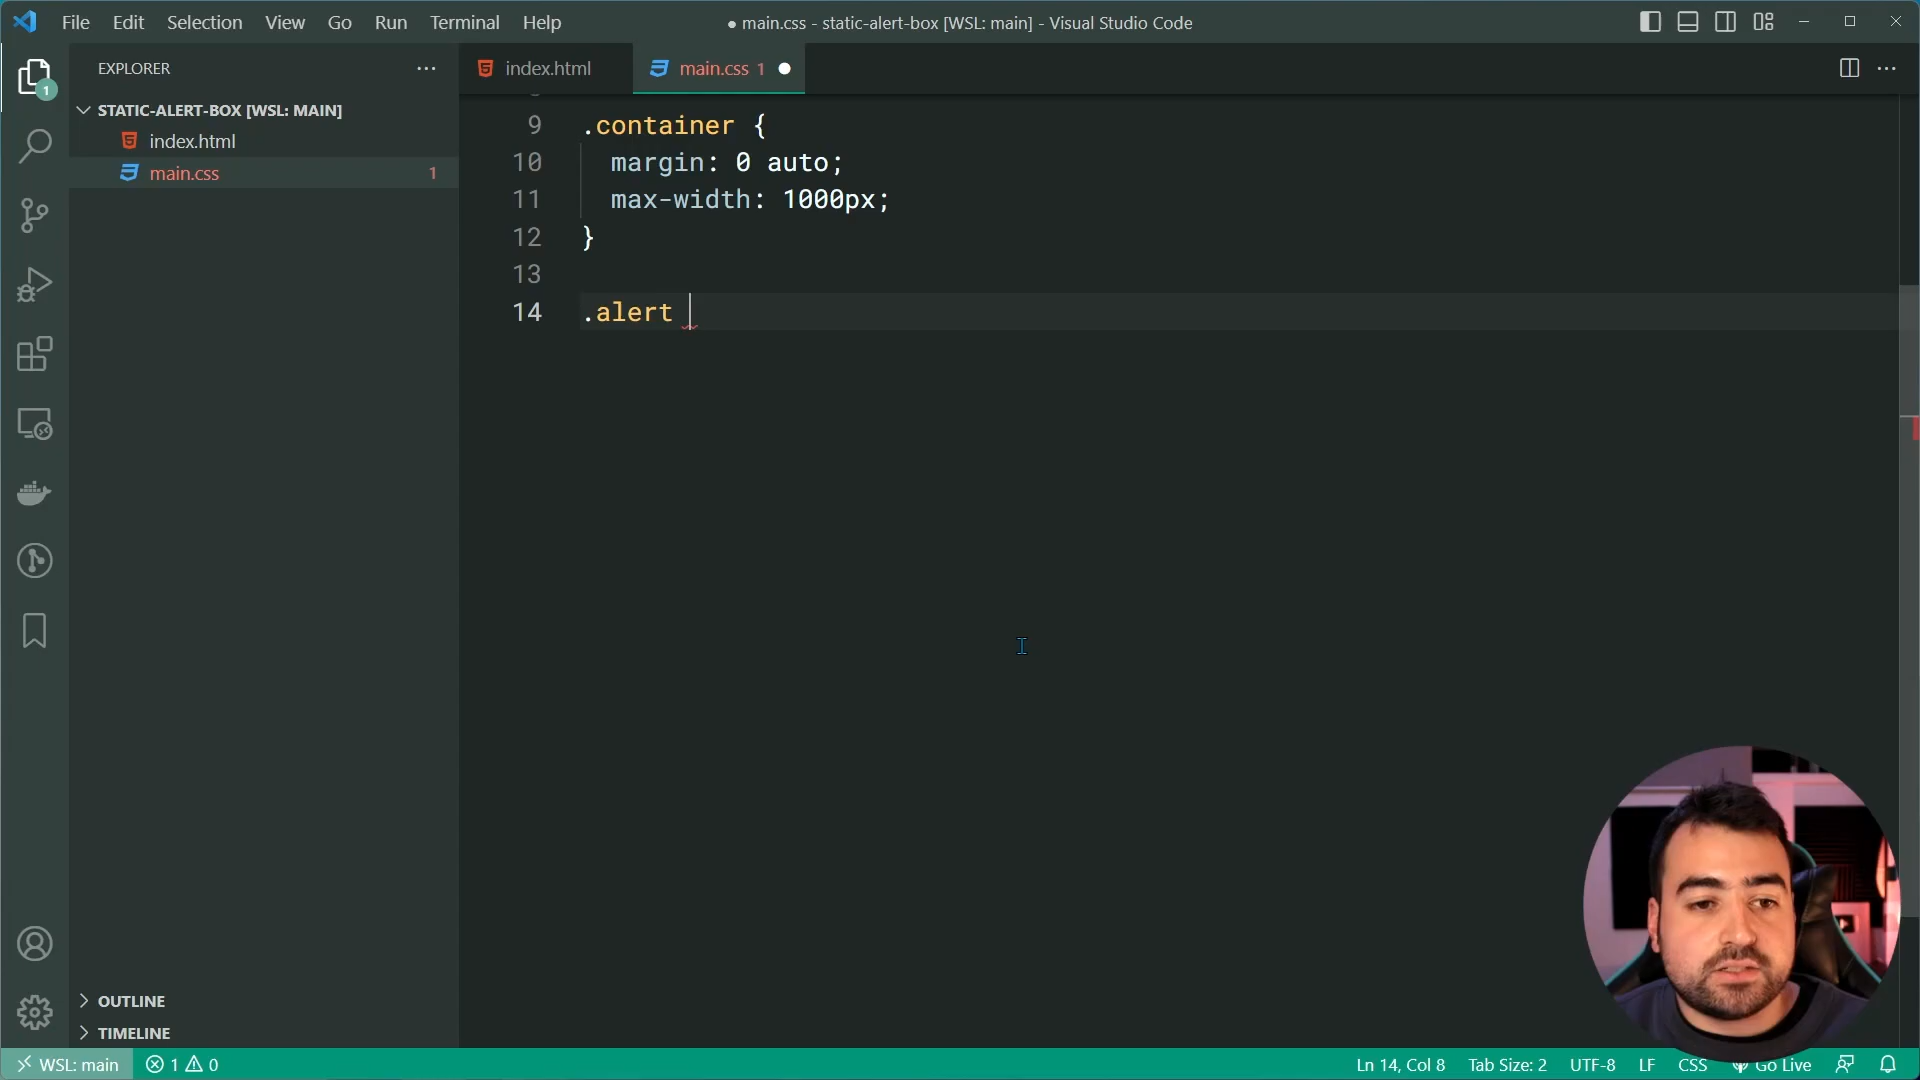 File Edit Selection View Go Run Terminal Help
● main.css - static-alert-box [WSL: main] - Visual Studio Code
EXPLORER
index.html
main.css 1
1
STATIC-ALERT-BOX [WSL: MAIN]
index.html
main.css 1
9 .container {
10 margin: 0 auto;
11 max-width: 1000px;
12 }
13
14 .alert
OUTLINE
TIMELINE
WSL: main 1 0
Ln 14, Col 8 Tab Size: 2 UTF-8 LF CSS Go Live